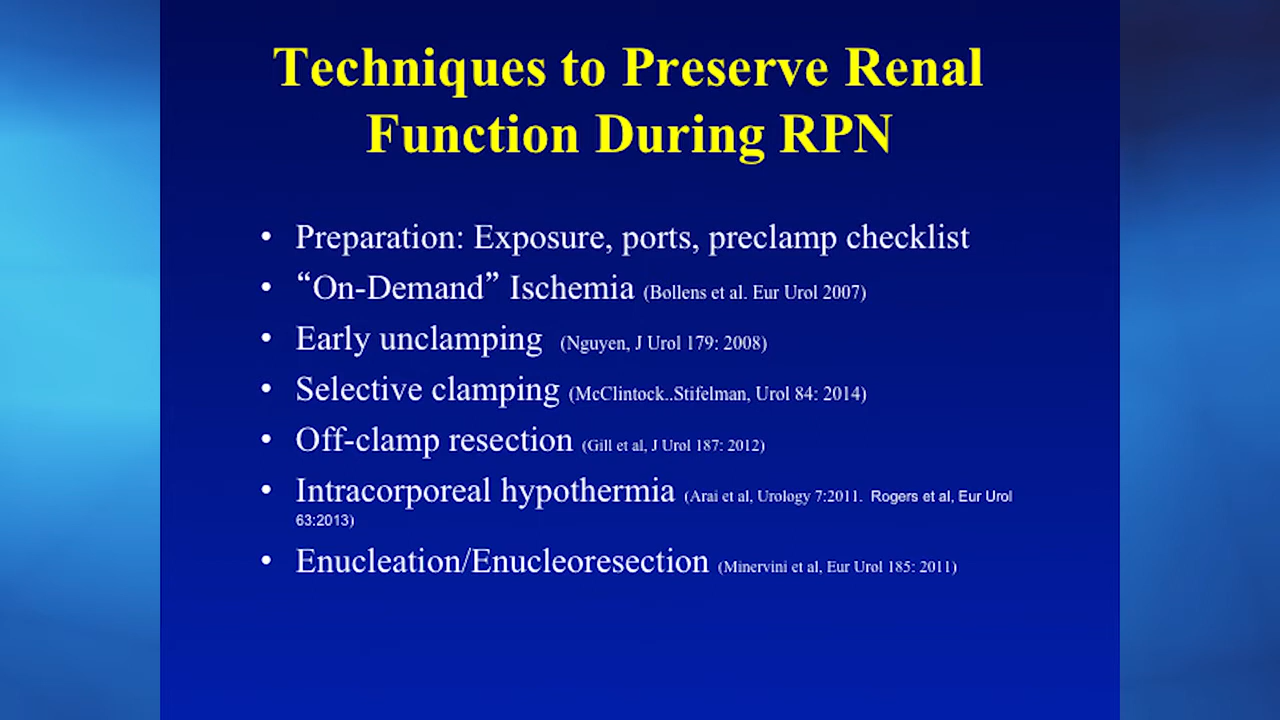 Techniques to Preserve Renal
Function During RPN
• Preparation: Exposure, ports, preclamp checklist
• “On-Demand” Ischemia (Bollens et al. Eur Urol 2007)
• Early unclamping (Nguyen, J Urol 179: 2008)
• Selective clamping (McClintock..Stifelman, Urol 84: 2014)
• Off-clamp resection (Gill et al, J Urol 187: 2012)
• Intracorporeal hypothermia (Arai et al, Urology 7:2011. Rogers et al, Eur Urol
63:2013)
• Enucleation/Enucleoresection (Minervini et al, Eur Urol 185: 2011)